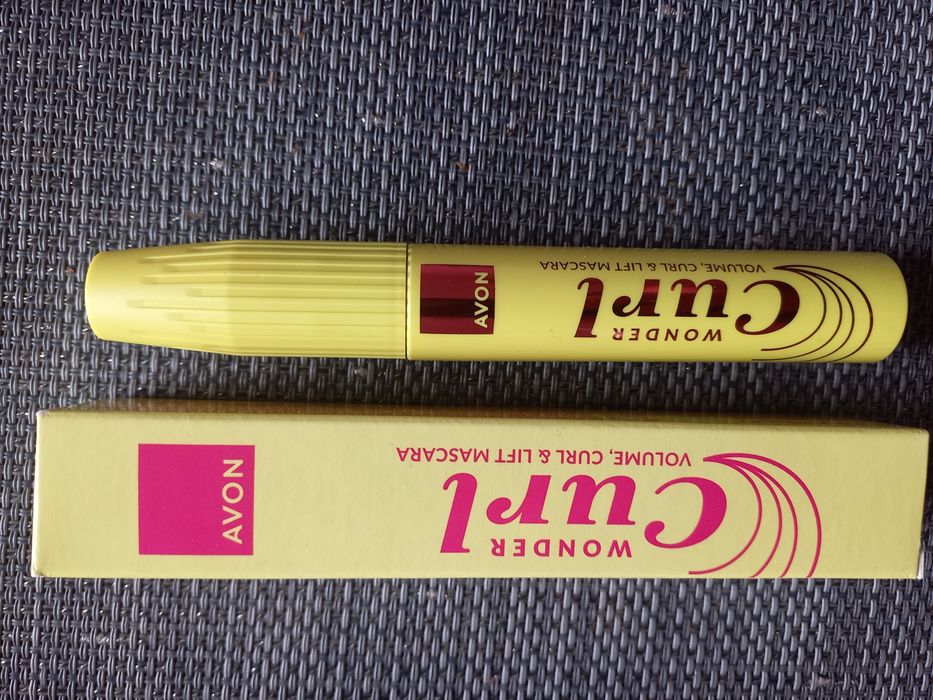 AVON
WONDER
Curl
VOLUME, CURL & LIFT MASCARA
AVON
WONDER
Curl
VOLUME, CURL & LIFT MASCARA